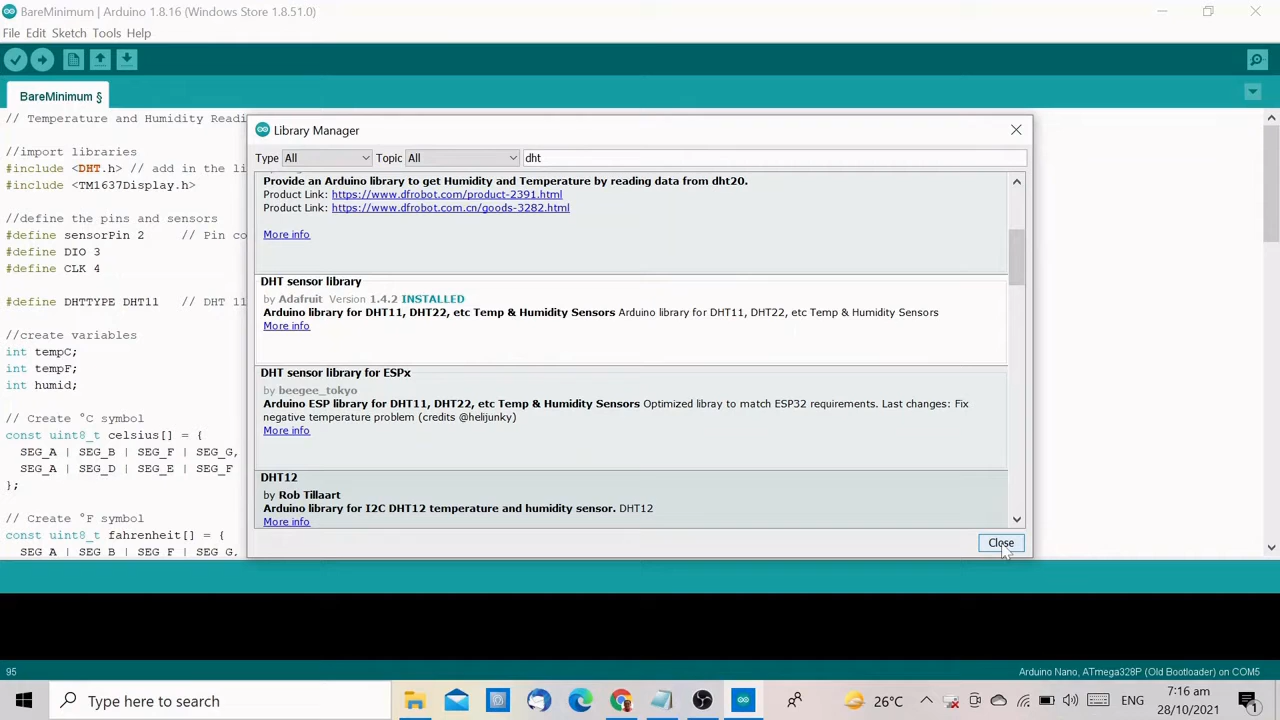 BareMinimum | Arduino 1.8.16 (Windows Store 1.8.51.0)
File Edit Sketch Tools Help
BareMinimum §
// Temperature and Humidity Readi
//import libraries
#include <DHT.h> // add in the li
#include <TM1637Display.h>
//define the pins and sensors
#define sensorPin 2 // Pin co
#define DIO 3
#define CLK 4
#define DHTTYPE DHT11 // DHT 11
//create variables
int tempC;
int tempF;
int humid;
// Create °C symbol
const uint8_t celsius[] = {
SEG_A | SEG_B | SEG_F | SEG_G,
SEG_A | SEG_D | SEG_E | SEG_F
};
// Create °F symbol
const uint8_t fahrenheit[] = {
SEG_A | SEG_B | SEG_F | SEG_G,
Library Manager
Type All Topic All dht
Provide an Arduino library to get Humidity and Temperature by reading data from dht20.
Product Link: https://www.dfrobot.com/product-2391.html
Product Link: https://www.dfrobot.com.cn/goods-3282.html
More info
DHT sensor library
by Adafruit Version 1.4.2 INSTALLED
Arduino library for DHT11, DHT22, etc Temp & Humidity Sensors Arduino library for DHT11, DHT22, etc Temp & Humidity Sensors
More info
DHT sensor library for ESPx
by beegee_tokyo
Arduino ESP library for DHT11, DHT22, etc Temp & Humidity Sensors Optimized libray to match ESP32 requirements. Last changes: Fix
negative temperature problem (credits @helijunky)
More info
DHT12
by Rob Tillaart
Arduino library for I2C DHT12 temperature and humidity sensor. DHT12
More info
Close
95
Arduino Nano, ATmega328P (Old Bootloader) on COM5
Type here to search
26°C
ENG
7:16 am
28/10/2021
1